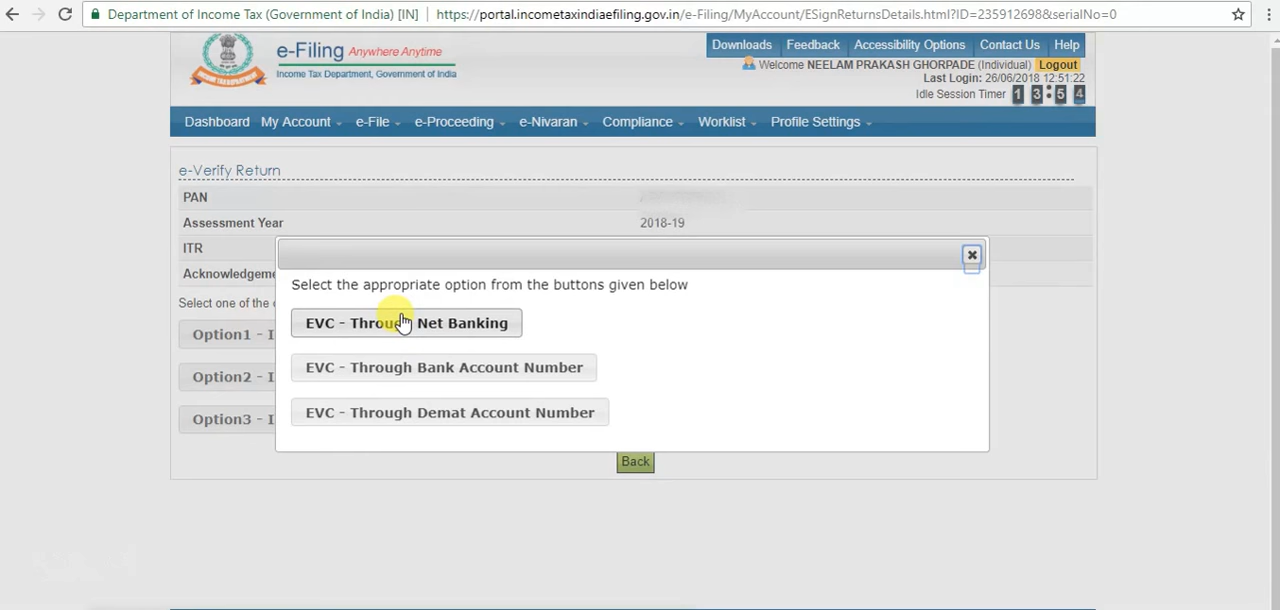 Department of Income Tax (Government of India) [IN] https://portal.incometaxindiaefiling.gov.in/e-Filing/MyAccount/ESignReturnsDetails.html?ID=235912698&serialNo=0
e-Filing Anywhere Anytime
Income Tax Department, Government of India
Downloads Feedback Accessibility Options Contact Us Help
Welcome NEELAM PRAKASH GHORPADE (Individual) Logout
Last Login: 26/06/2018 12:51:22
Idle Session Timer 1 3 : 5 4
Dashboard My Account e-File e-Proceeding e-Nivaran Compliance Worklist Profile Settings
e-Verify Return
PAN
Assessment Year 2018-19
ITR
Acknowledgeme
Select one of the
Option1 - I
Option2 - I
Option3 - I
Select the appropriate option from the buttons given below
EVC - Through Net Banking
EVC - Through Bank Account Number
EVC - Through Demat Account Number
Back